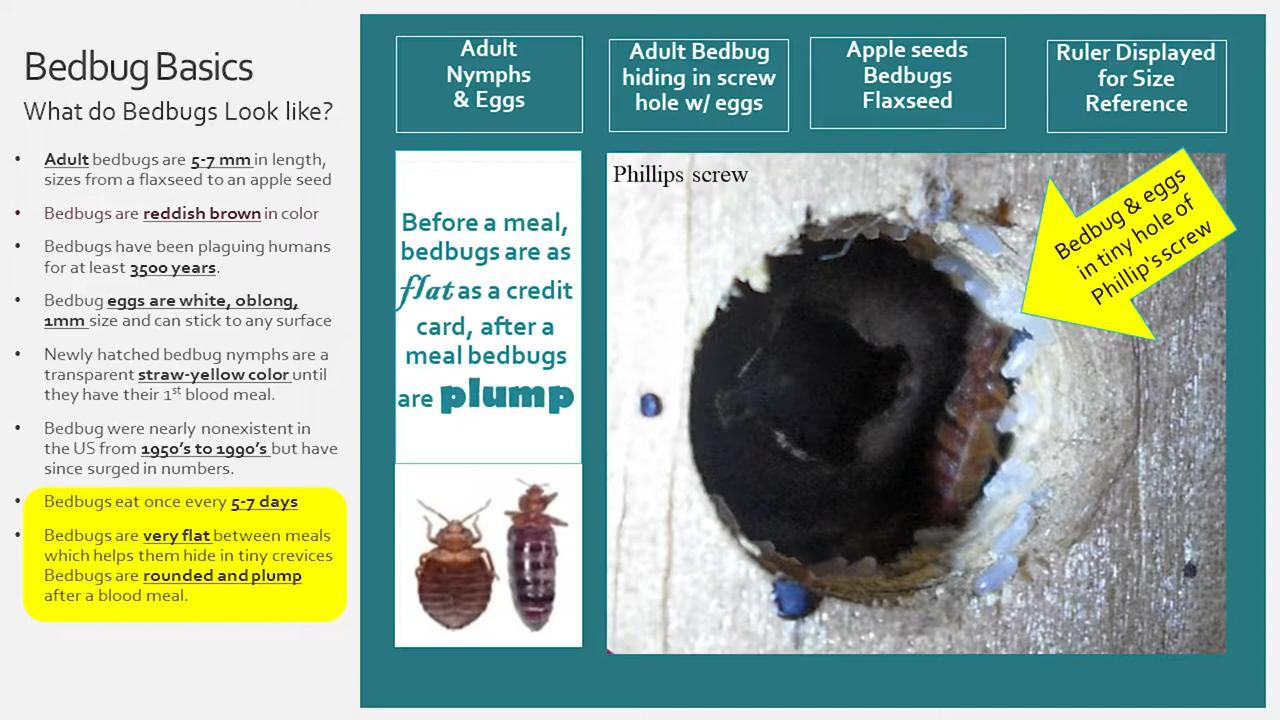 Bedbug Basics
What do Bedbugs Look like?
• Adult bedbugs are 5-7 mm in length,
sizes from a flaxseed to an apple seed
• Bedbugs are reddish brown in color
• Bedbugs have been plaguing humans
for at least 3500 years.
• Bedbug eggs are white, oblong,
1mm size and can stick to any surface
• Newly hatched bedbug nymphs are a
transparent straw-yellow color until
they have their 1st blood meal.
• Bedbug were nearly nonexistent in
the US from 1950's to 1990's but have
since surged in numbers.
• Bedbugs eat once every 5-7 days
• Bedbugs are very flat between meals
which helps them hide in tiny crevices
Bedbugs are rounded and plump
after a blood meal.
Adult
Nymphs
& Eggs
Adult Bedbug
hiding in screw
hole w/ eggs
Apple seeds
Bedbugs
Flaxseed
Ruler Displayed
for Size
Reference
Before a meal,
bedbugs are as
flat as a credit
card, after a
meal bedbugs
are plump
Phillips screw
Bedbug & eggs
in tiny hole of
Phillip's screw